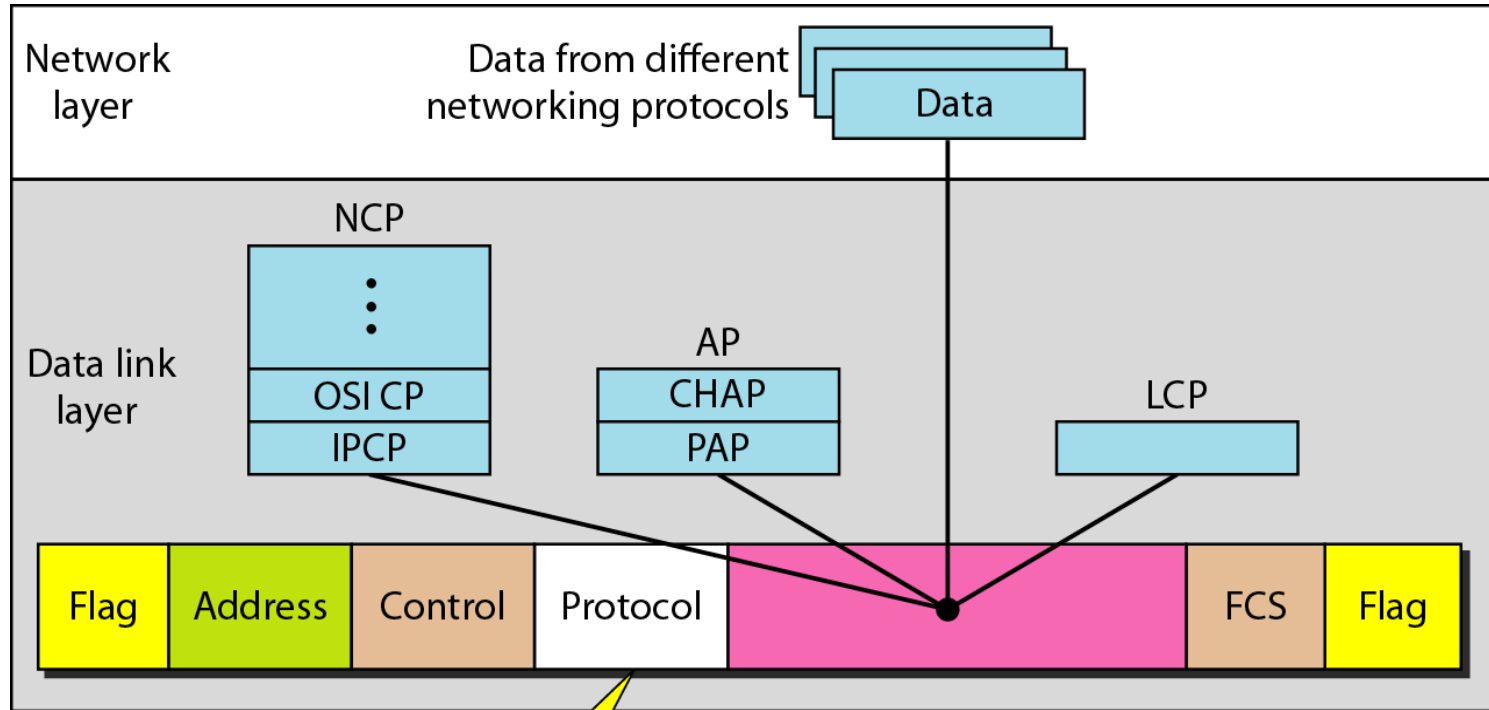 Network
layer
Data from different
networking protocols
Data
NCP
OSI CP
IPCP
AP
CHAP
PAP
LCP
Data link
layer
Flag
Address
Control
Protocol
FCS
Flag